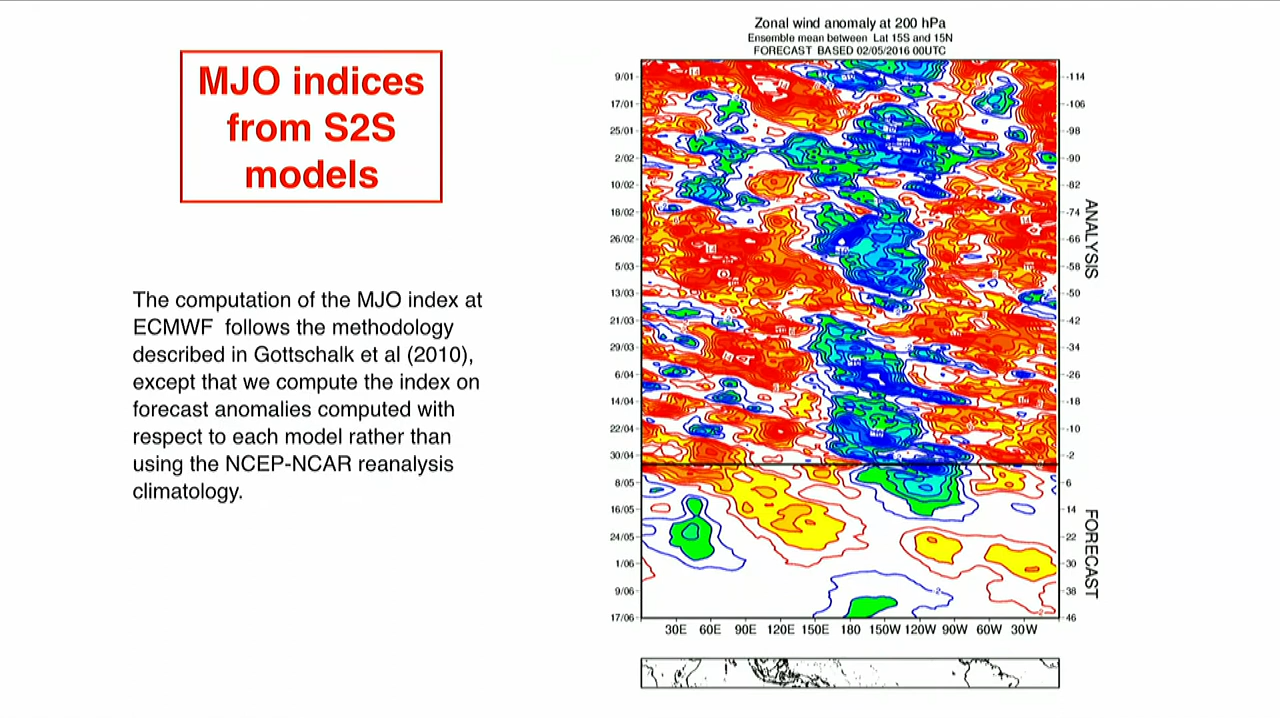 MJO indices
from S2S
models
The computation of the MJO index at
ECMWF follows the methodology
described in Gottschalk et al (2010),
except that we compute the index on
forecast anomalies computed with
respect to each model rather than
using the NCEP-NCAR reanalysis
climatology.
Zonal wind anomaly at 200 hPa
Ensemble mean between Lat 15S and 15N
FORECAST BASED 02/05/2016 00UTC
9/01 -114
17/01 -106
25/01 -98
2/02 -90
10/02 -82
18/02 -74
26/02 -66
5/03 -58
13/03 -50
21/03 -42
29/03 -34
6/04 -26
14/04 -18
22/04 -10
30/04 -2
8/05 6
16/05 14
24/05 22
1/06 30
9/06 38
17/06 46
ANALYSIS
FORECAST
30E 60E 90E 120E 150E 180 150W 120W 90W 60W 30W